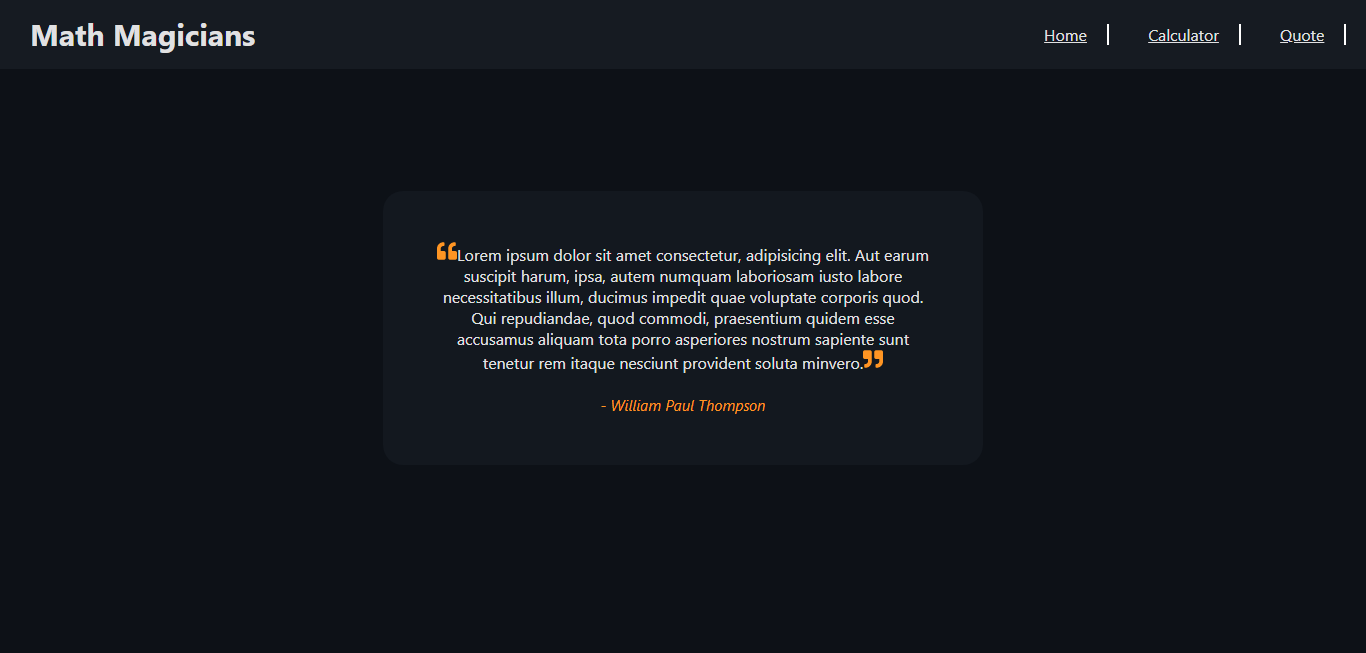 Math Magicians
Home
Calculator
Quote
❝Lorem ipsum dolor sit amet consectetur, adipisicing elit. Aut earum
suscipit harum, ipsa, autem numquam laboriosam iusto labore
necessitatibus illum, ducimus impedit quae voluptate corporis quod.
Qui repudiandae, quod commodi, praesentium quidem esse
accusamus aliquam tota porro asperiores nostrum sapiente sunt
tenetur rem itaque nesciunt provident soluta minvero.❞
- William Paul Thompson